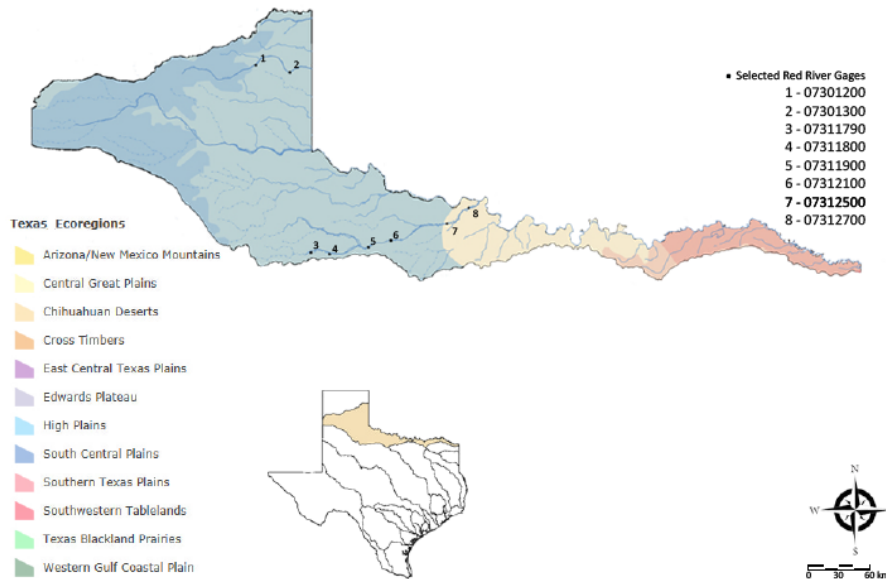 1
2
3
4
5
6
7
8
• Selected Red River Gages
1 - 07301200
2 - 07301300
3 - 07311790
4 - 07311800
5 - 07311900
6 - 07312100
7 - 07312500
8 - 07312700
Texas Ecoregions
Arizona/New Mexico Mountains
Central Great Plains
Chihuahuan Deserts
Cross Timbers
East Central Texas Plains
Edwards Plateau
High Plains
South Central Plains
Southern Texas Plains
Southwestern Tablelands
Texas Blackland Prairies
Western Gulf Coastal Plain
N
W
E
S
0 30 60 km